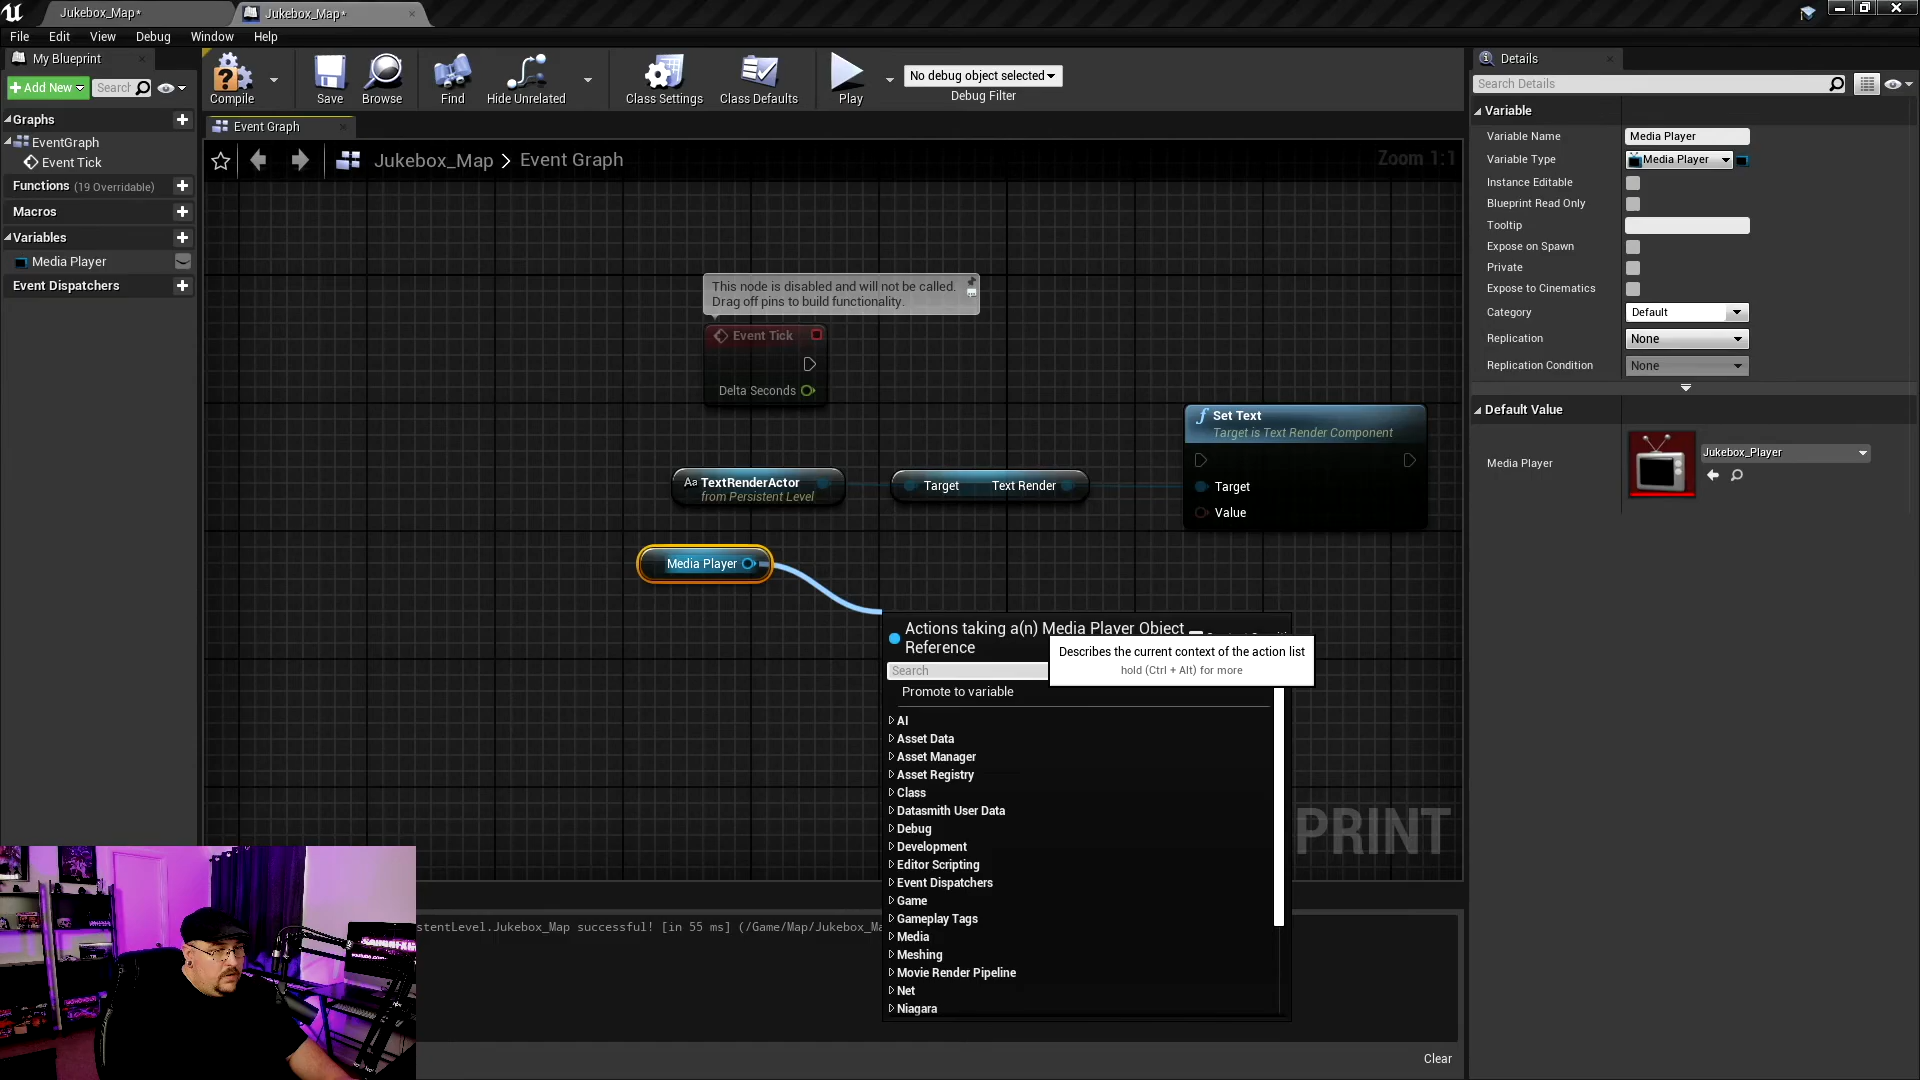 Jukebox_Map*
Jukebox_Map*
File Edit View Debug Window Help
My Blueprint
Add New
Search
Graphs
EventGraph
Event Tick
Functions (19 Overridable)
Macros
Variables
Media Player
Event Dispatchers
Compile
Save
Browse
Find
Hide Unrelated
Class Settings
Class Defaults
Play
No debug object selected
Debug Filter
Event Graph
Jukebox_Map > Event Graph
Zoom 1:1
This node is disabled and will not be called.
Drag off pins to build functionality.
Event Tick
Delta Seconds
Set Text
Target is Text Render Component
Target
Value
Aa TextRenderActor
from Persistent Level
Target Text Render
Media Player
Actions taking a(n) Media Player Object
Reference
Describes the current context of the action list
hold (Ctrl + Alt) for more
Search
Promote to variable
AI
Asset Data
Asset Manager
Asset Registry
Class
Datasmith User Data
Debug
Development
Editor Scripting
Event Dispatchers
Game
Gameplay Tags
Media
Meshing
Movie Render Pipeline
Net
Niagara
PRINT
stentLevel.Jukebox_Map successful! [in 55 ms] (/Game/Map/Jukebox_Ma
Clear
Details
Search Details
Variable
Variable Name Media Player
Variable Type Media Player
Instance Editable
Blueprint Read Only
Tooltip
Expose on Spawn
Private
Expose to Cinematics
Category Default
Replication None
Replication Condition None
Default Value
Media Player
Jukebox_Player